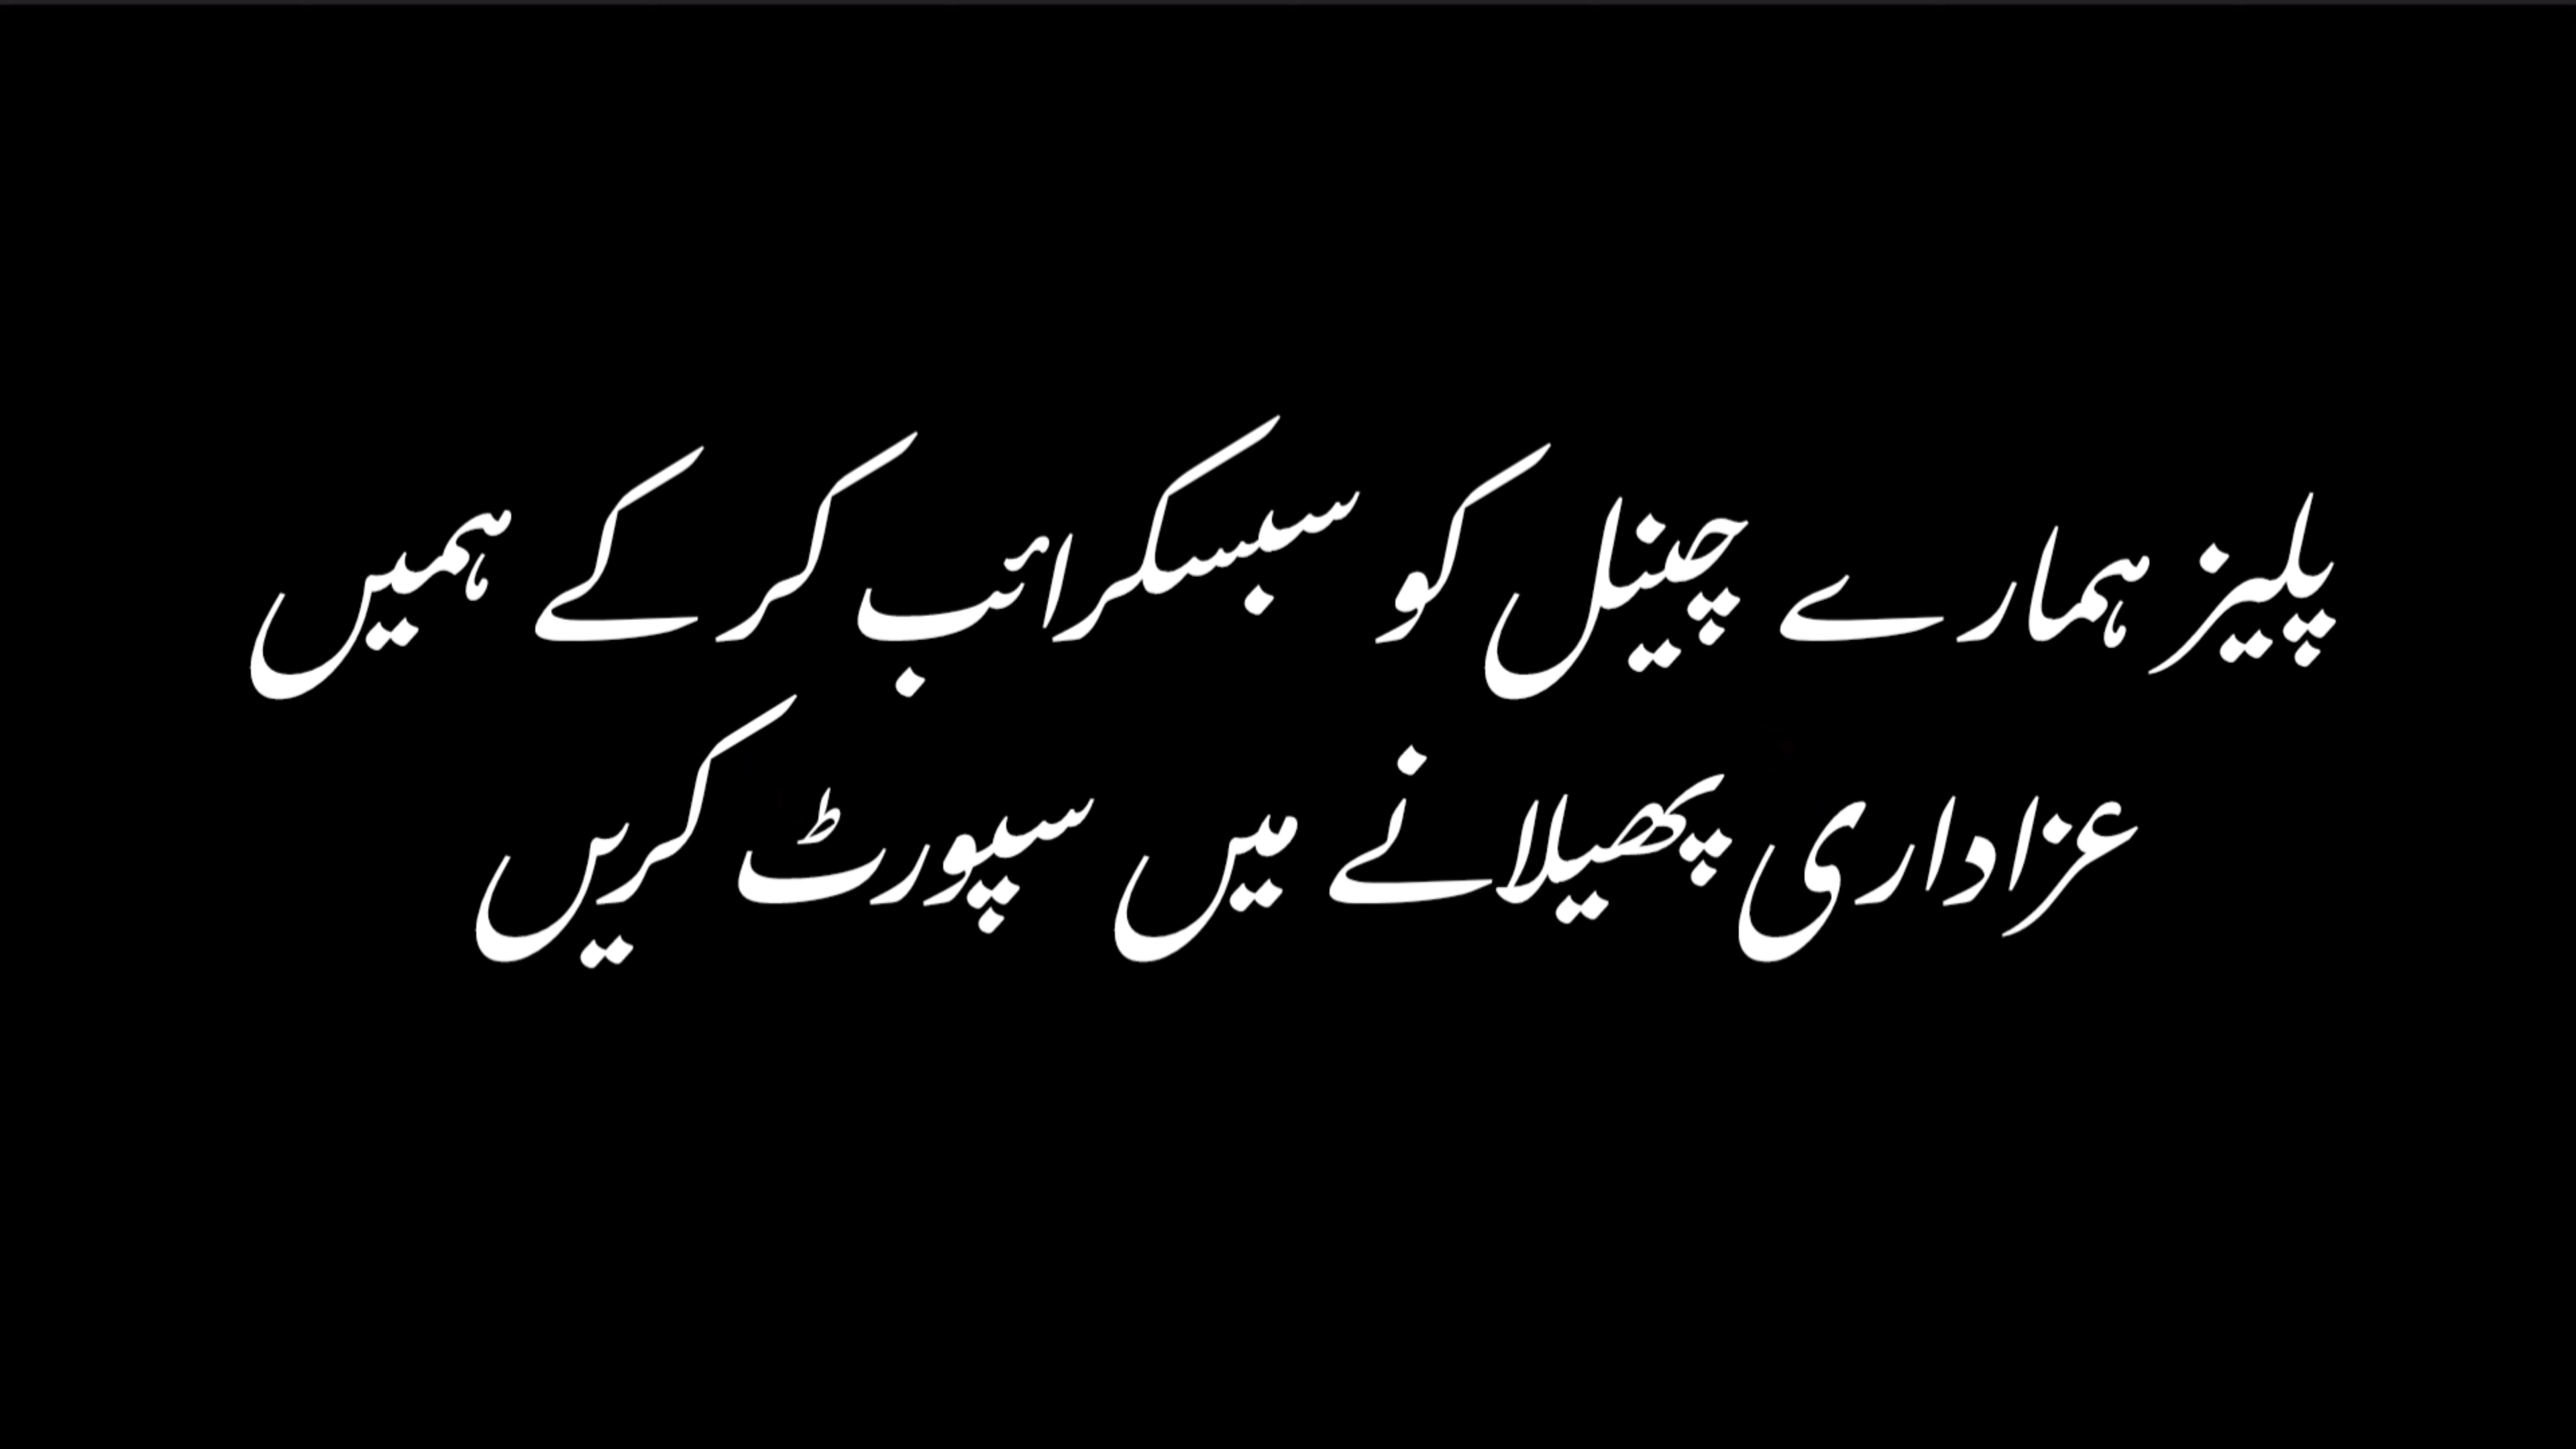 پلیز ہمارے چینل کو سبسکرائب کر کے ہمیں
عزاداری پھیلانے میں سپورٹ کریں